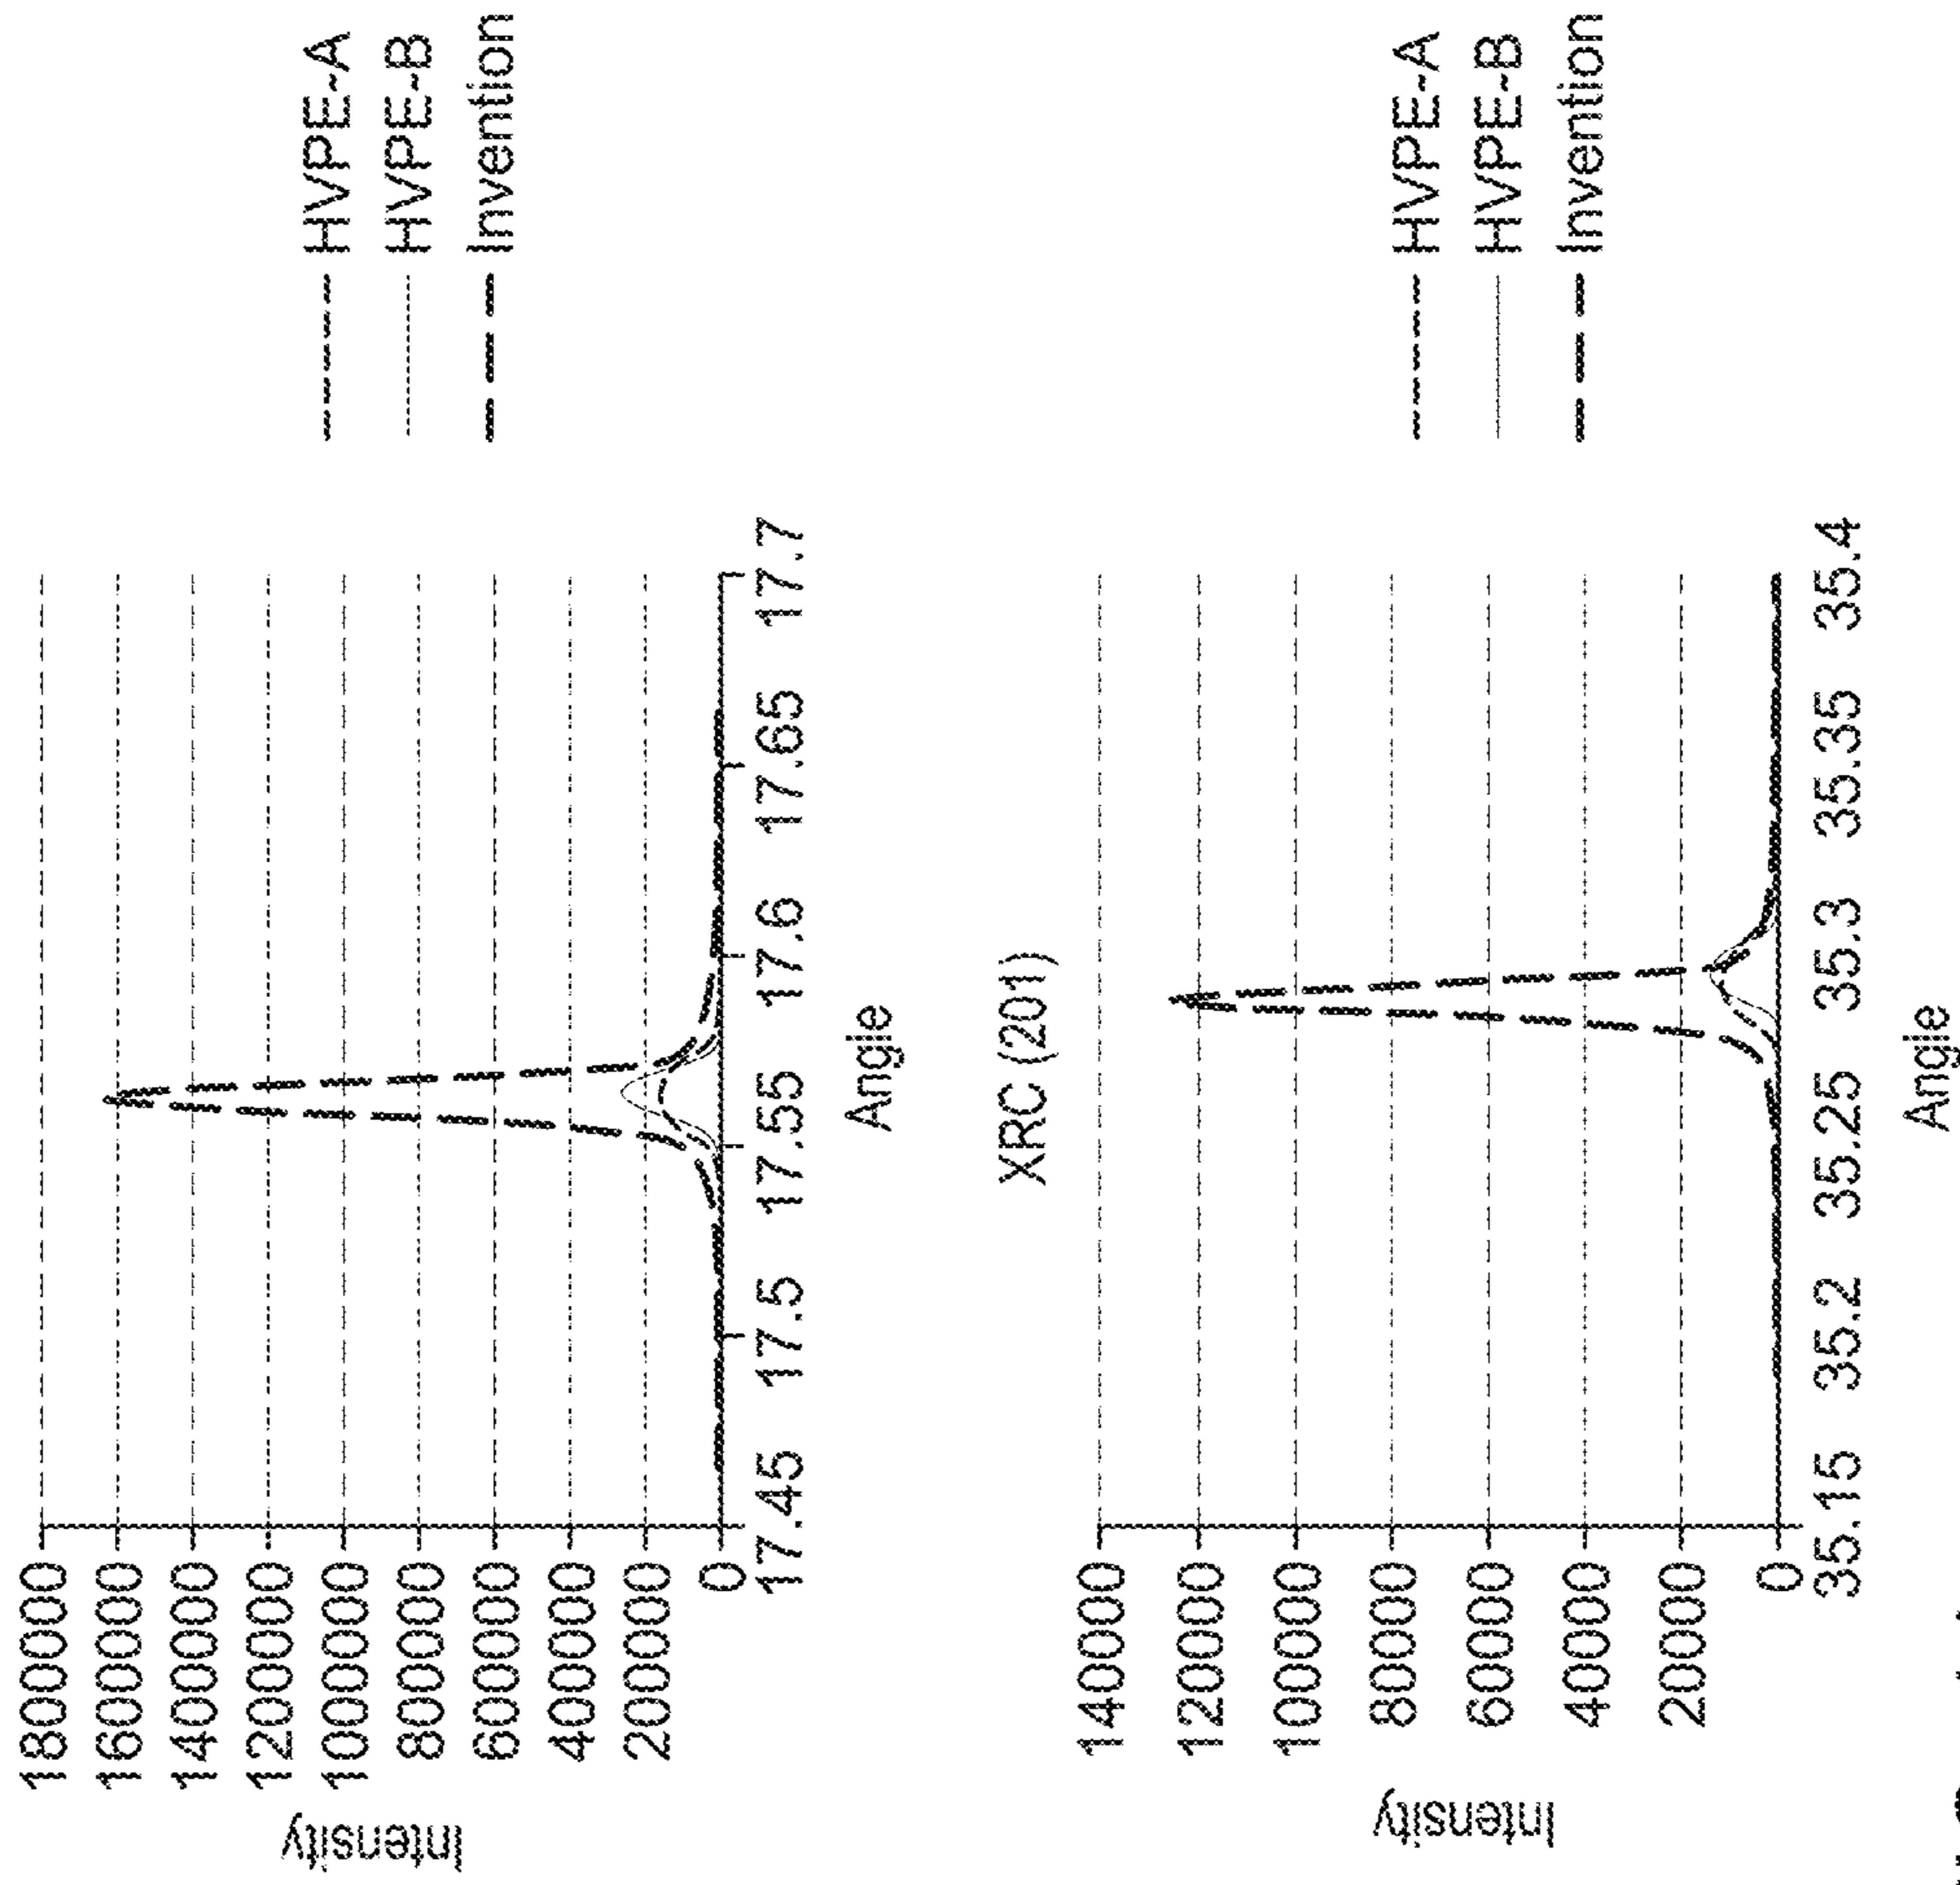 Intensity
1800000
1600000
1400000
1200000
1000000
800000
600000
400000
200000
0
17.45 17.5 17.55 17.6 17.65 17.7
Angle
HVPE-A
HVPE-B
Invention
XRC (201)
Intensity
140000
120000
100000
80000
60000
40000
20000
0
35.15 35.2 35.25 35.3 35.35 35.4
Angle
HVPE-A
HVPE-B
Invention